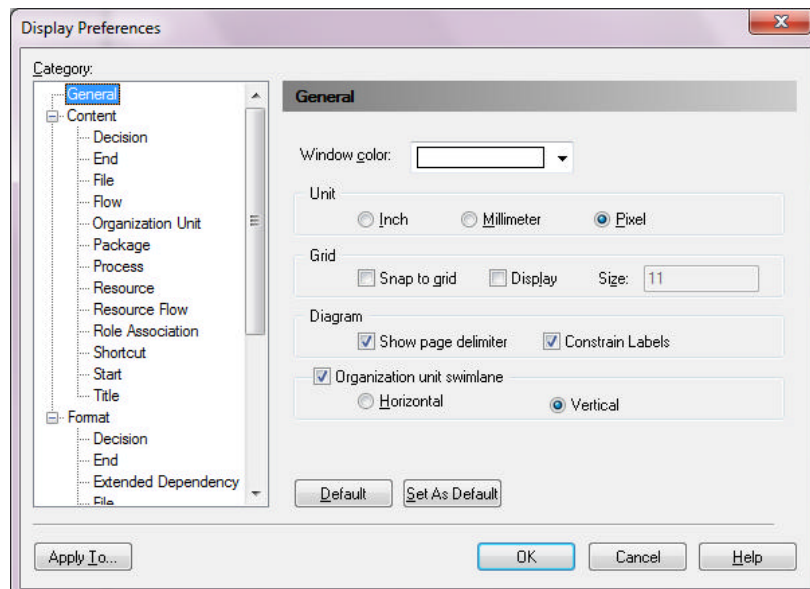 Display Preferences
Category:
General
Content
Decision
End
File
Flow
Organization Unit
Package
Process
Resource
Resource Flow
Role Association
Shortcut
Start
Title
Format
Decision
End
Extended Dependency
File
General
Window color:
Unit
Inch Millimeter Pixel
Grid
Snap to grid Display Size: 11
Diagram
Show page delimiter Constrain Labels
Organization unit swimlane
Horizontal Vertical
Default Set As Default
Apply To... OK Cancel Help